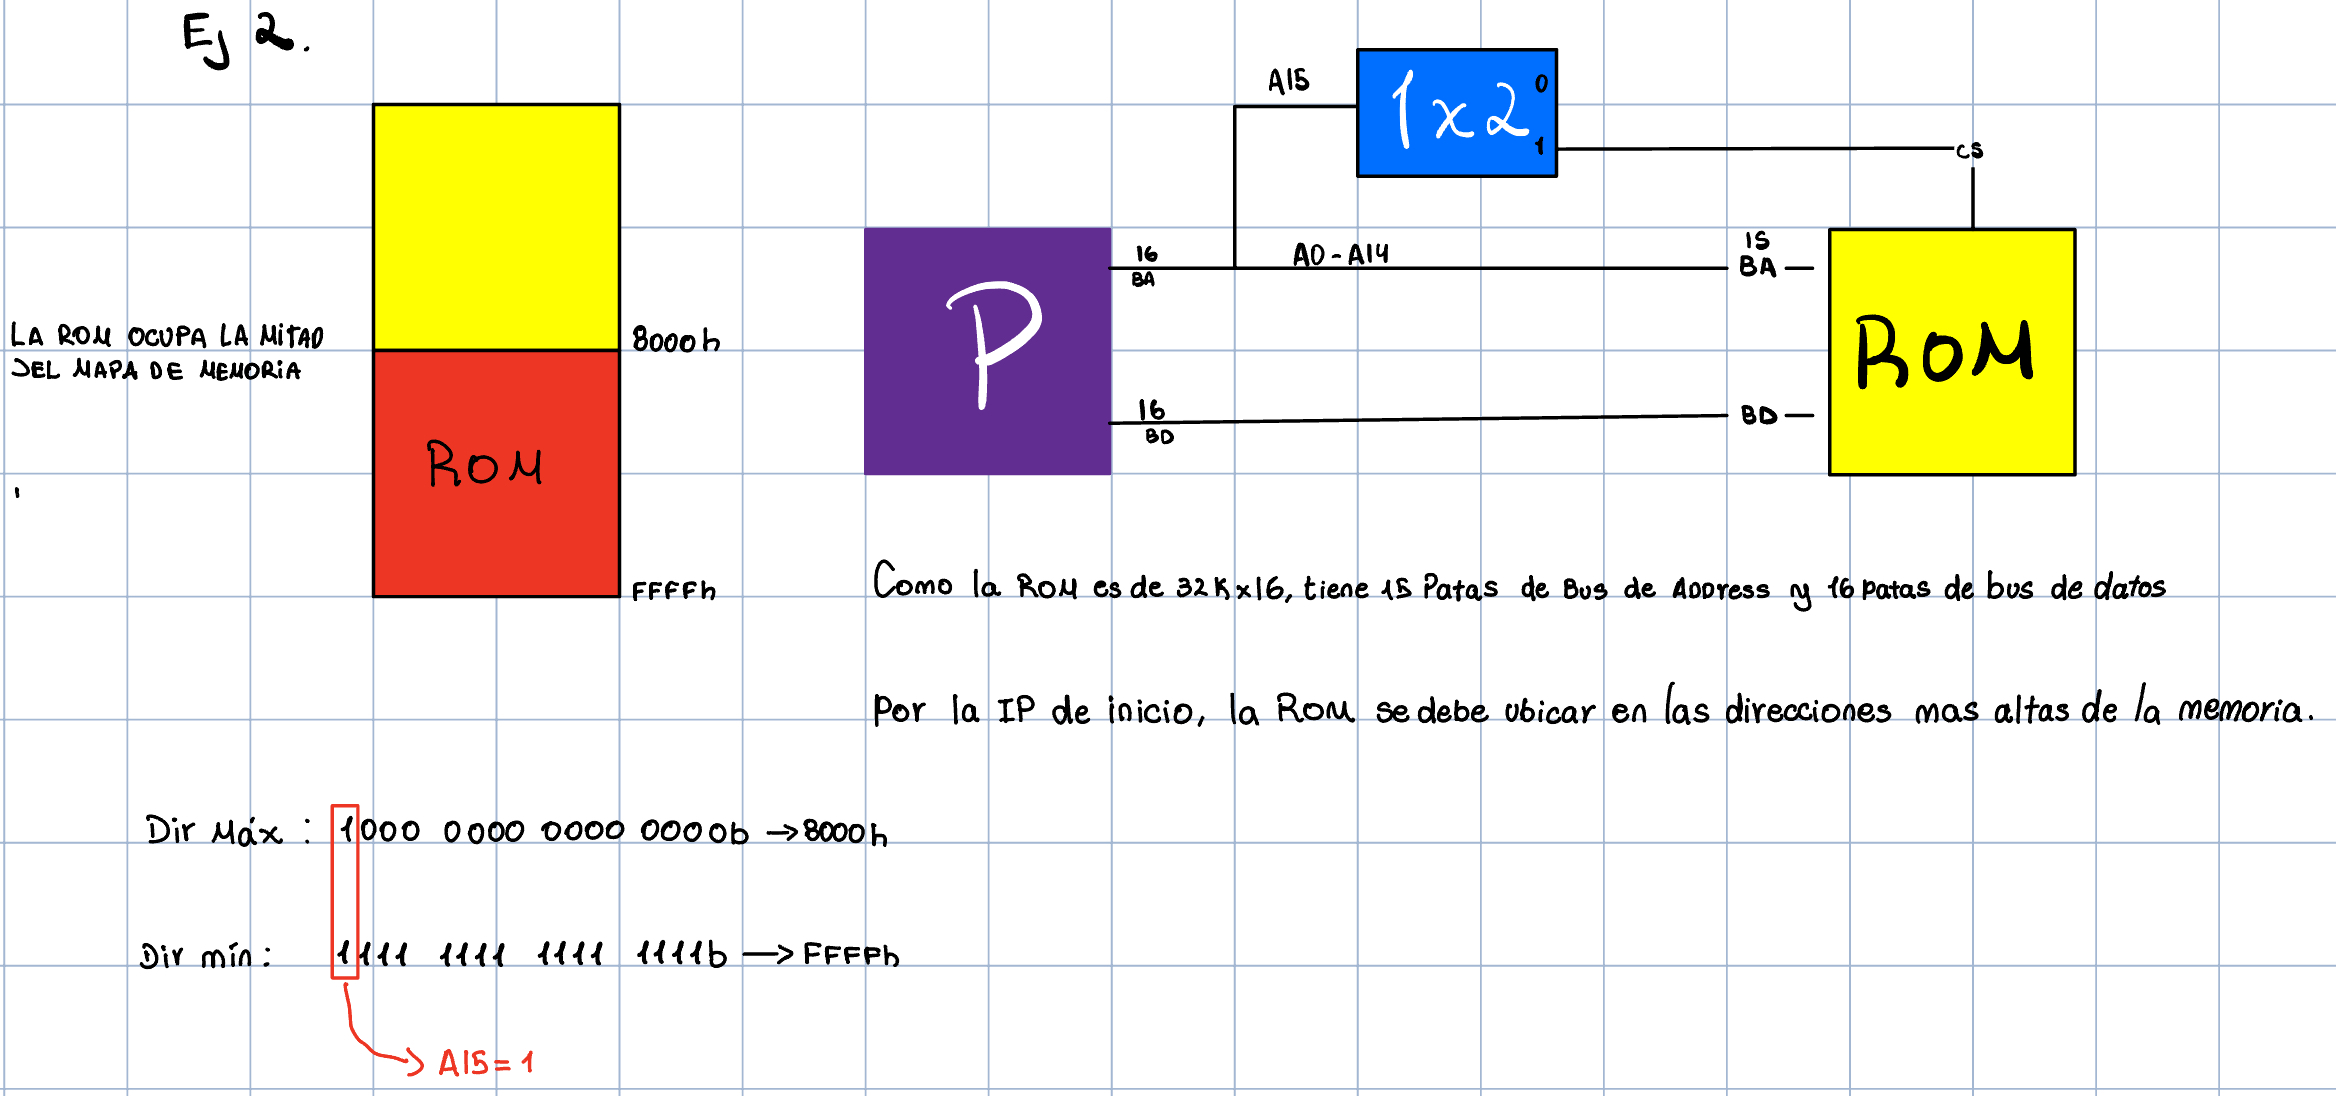 Ej 2.
LA ROM OCUPA LA MITAD
DEL MAPA DE MEMORIA
8000h
ROM
FFFFh
A15
1x2
0
1
CS
P
16
BA
A0-A14
15
BA
16
BD
BD
ROM
Como la ROM es de 32Kx16, tiene 15 Patas de Bus de Address y 16 patas de bus de datos
Por la IP de inicio, la ROM se debe ubicar en las direcciones mas altas de la memoria.
Dir Máx : 1000 0000 0000 0000b → 8000h
Dir mín: 1111 1111 1111 1111b → FFFFh
A15=1